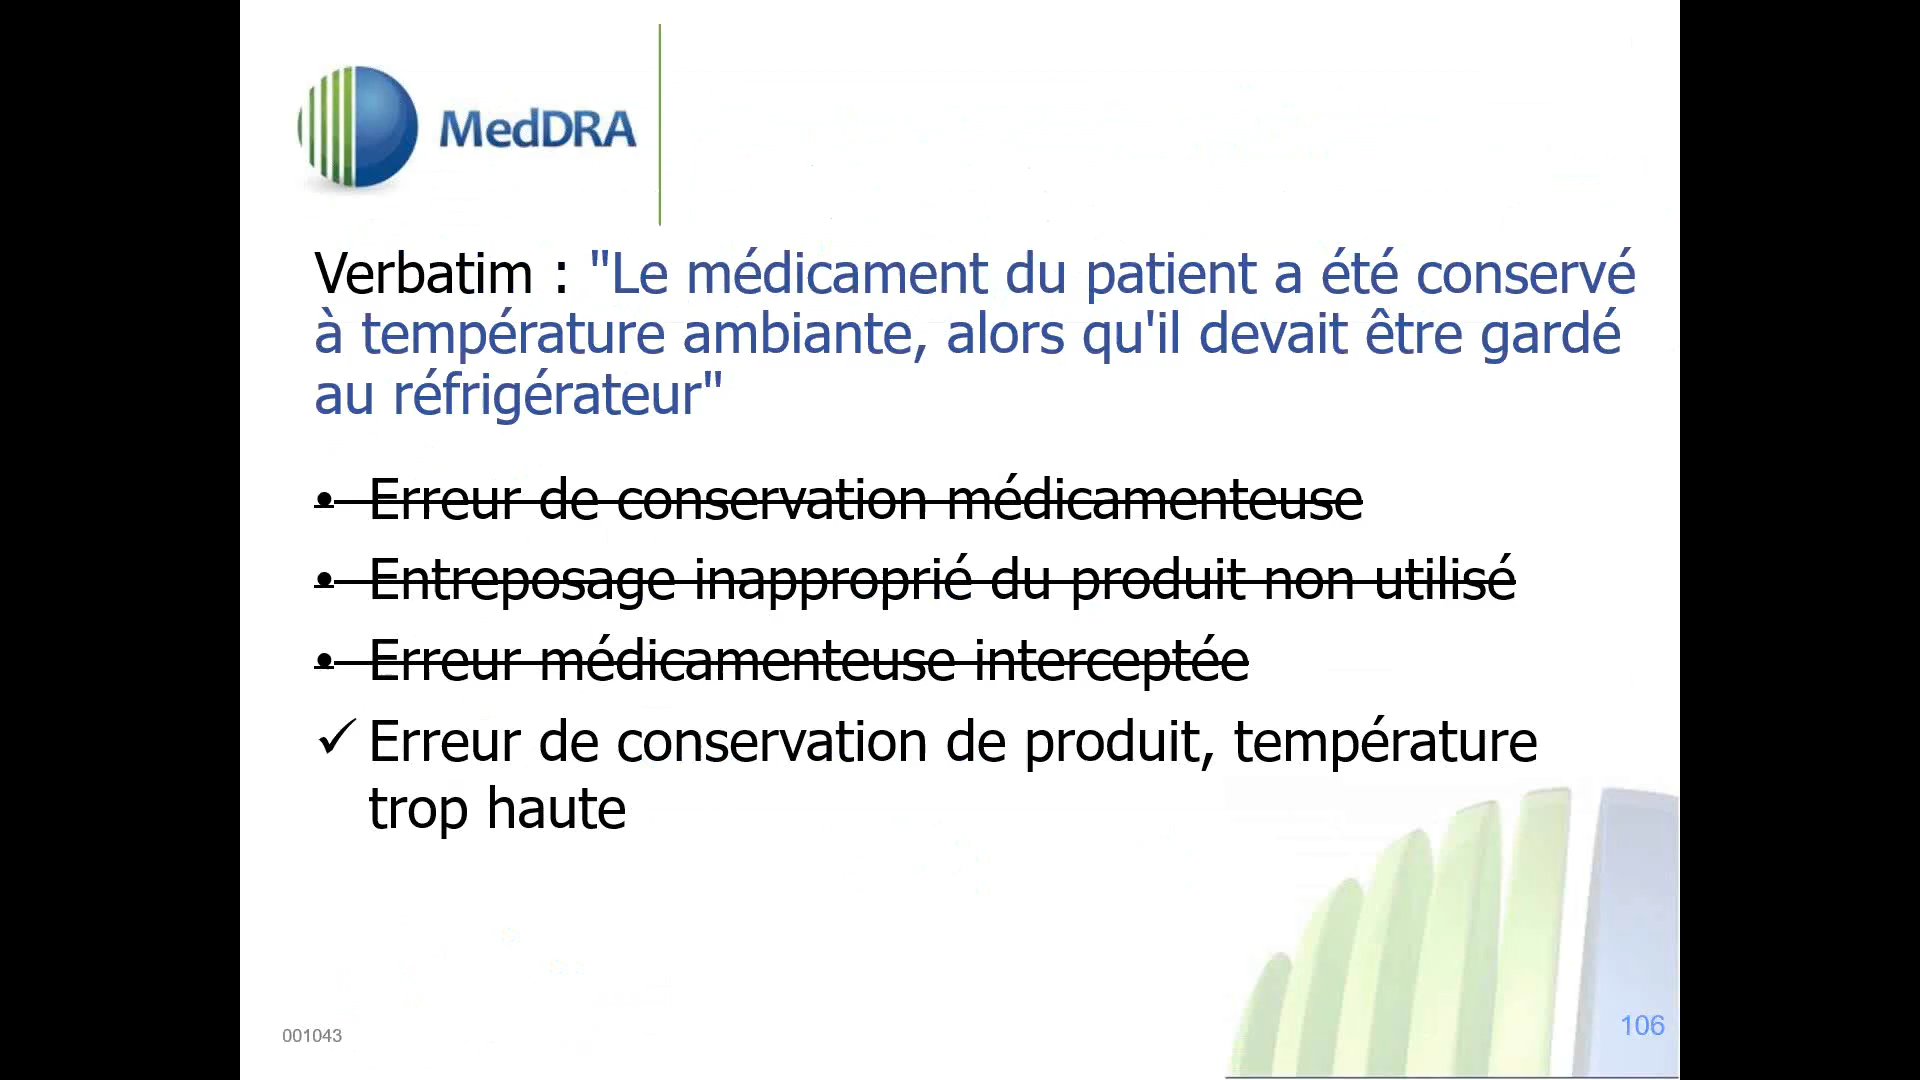 MedDRA
Verbatim : "Le médicament du patient a été conservé
à température ambiante, alors qu'il devait être gardé
au réfrigérateur"
• Erreur de conservation médicamenteuse
• Entreposage inapproprié du produit non utilisé
• Erreur médicamenteuse interceptée
✓ Erreur de conservation de produit, température
trop haute
001043
106